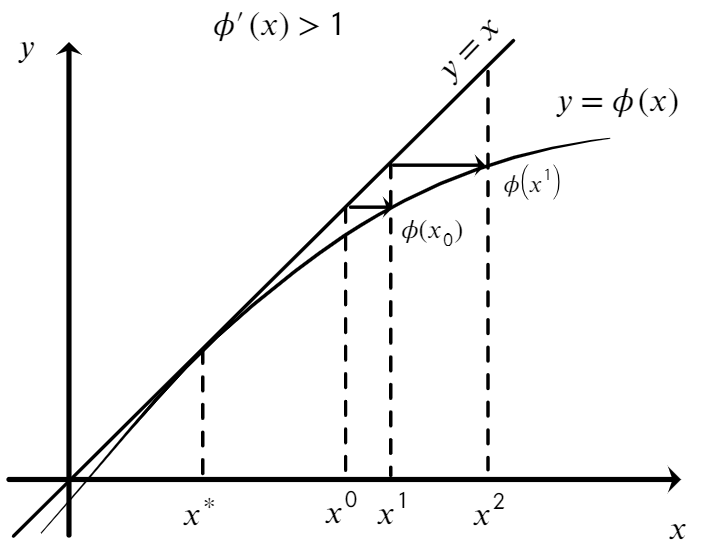 ϕ′(x) > 1
y
y = x
y = ϕ(x)
ϕ(x¹)
ϕ(x₀)
x*
x⁰
x¹
x²
x